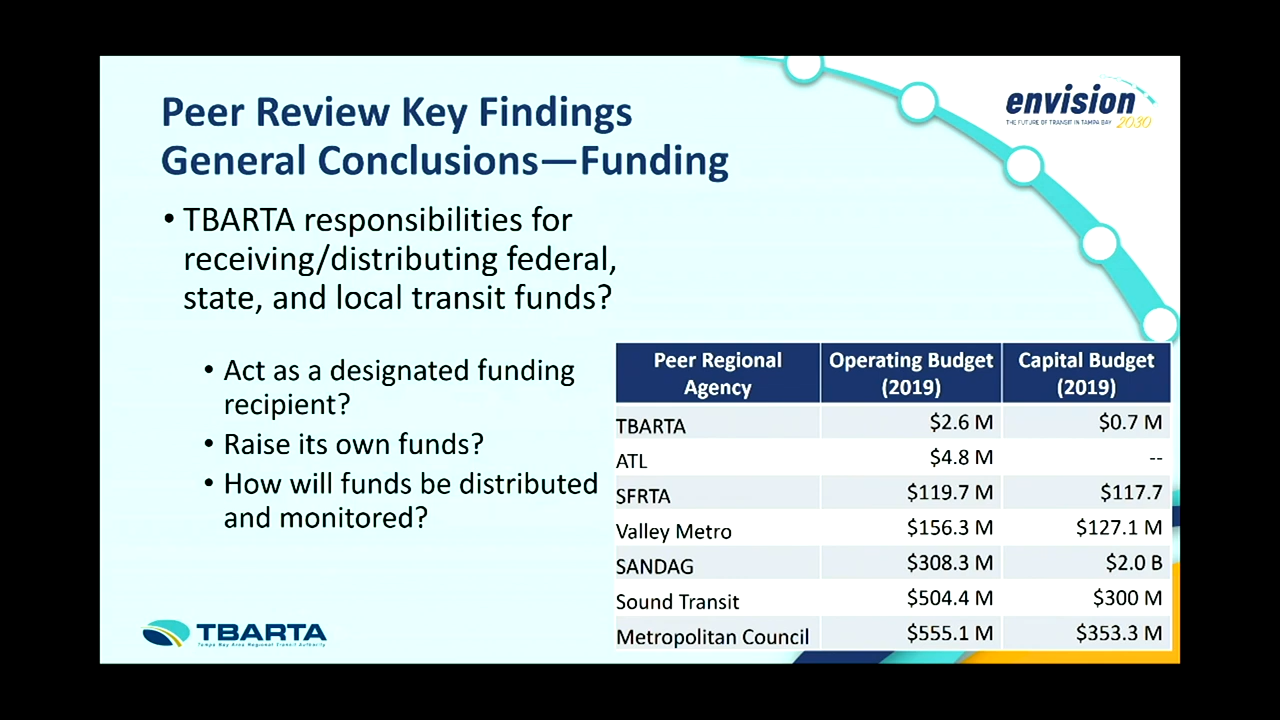 Peer Review Key Findings
General Conclusions—Funding
envision
THE FUTURE OF TRANSIT IN TAMPA BAY 2030
• TBARTA responsibilities for
receiving/distributing federal,
state, and local transit funds?
• Act as a designated funding
recipient?
• Raise its own funds?
• How will funds be distributed
and monitored?
Peer Regional Agency Operating Budget (2019) Capital Budget (2019)
TBARTA $2.6 M $0.7 M
ATL $4.8 M --
SFRTA $119.7 M $117.7
Valley Metro $156.3 M $127.1 M
SANDAG $308.3 M $2.0 B
Sound Transit $504.4 M $300 M
Metropolitan Council $555.1 M $353.3 M
TBARTA
Tampa Bay Area Regional Transit Authority